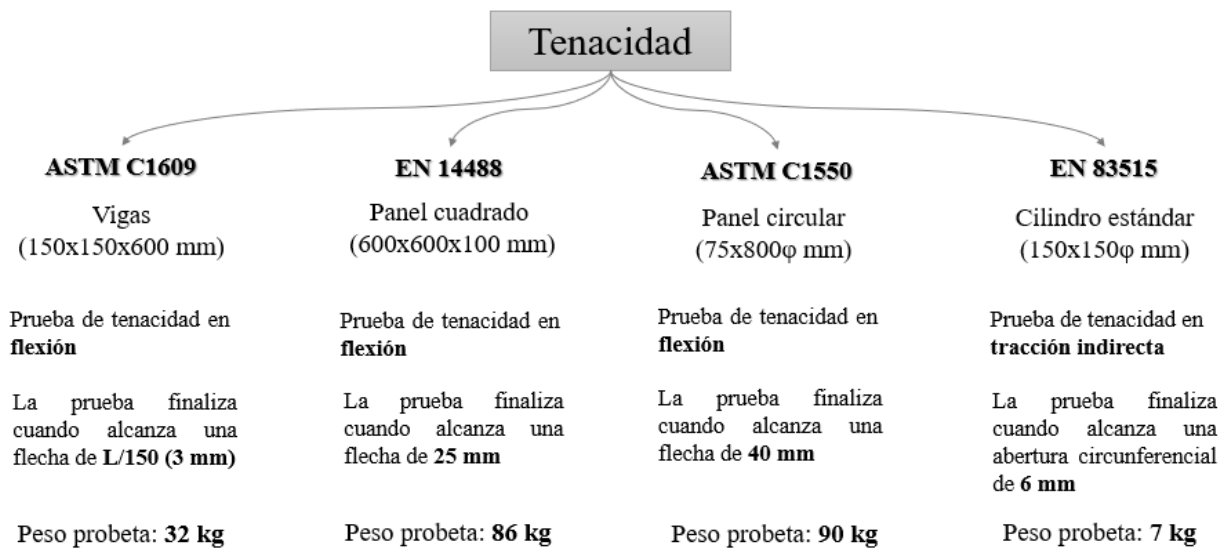 Tenacidad
ASTM C1609
Vigas
(150x150x600 mm)
Prueba de tenacidad en
flexión
La prueba finaliza
cuando alcanza una
flecha de L/150 (3 mm)
Peso probeta: 32 kg
EN 14488
Panel cuadrado
(600x600x100 mm)
Prueba de tenacidad en
flexión
La prueba finaliza
cuando alcanza una
flecha de 25 mm
Peso probeta: 86 kg
ASTM C1550
Panel circular
(75x800φ mm)
Prueba de tenacidad en
flexión
La prueba finaliza
cuando alcanza una
flecha de 40 mm
Peso probeta: 90 kg
EN 83515
Cilindro estándar
(150x150φ mm)
Prueba de tenacidad en
tracción indirecta
La prueba finaliza
cuando alcanza una
abertura circunferencial
de 6 mm
Peso probeta: 7 kg